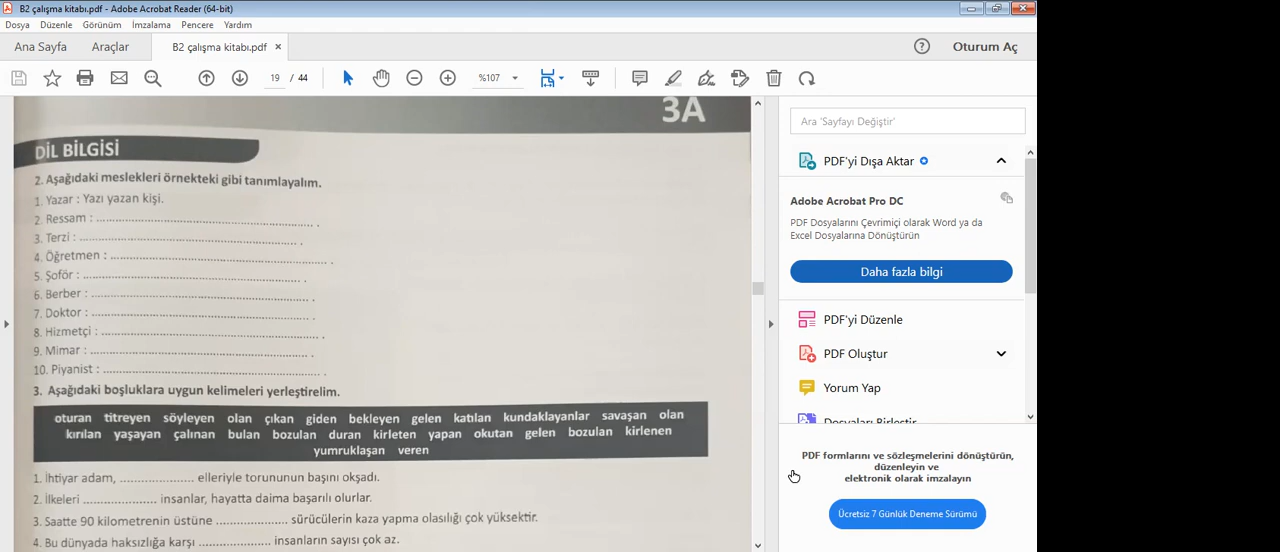 B2 çalışma kitabı.pdf - Adobe Acrobat Reader (64-bit)
Dosya Düzenle Görünüm İmzalama Pencere Yardım
Ana Sayfa Araçlar B2 çalışma kitabı.pdf × Oturum Aç
19 / 44 %107
3A
DİL BİLGİSİ
2. Aşağıdaki meslekleri örnekteki gibi tanımlayalım.
1. Yazar : Yazı yazan kişi.
2. Ressam : .................................................... .
3. Terzi : .................................................... .
4. Öğretmen : .................................................... .
5. Şoför : .................................................... .
6. Berber : .................................................... .
7. Doktor : .................................................... .
8. Hizmetçi : .................................................... .
9. Mimar : .................................................... .
10. Piyanist : .................................................... .
3. Aşağıdaki boşluklara uygun kelimeleri yerleştirelim.
oturan titreyen söyleyen olan çıkan giden bekleyen gelen katılan kundaklayanlar savaşan olan
kırılan yaşayan çalınan bulan bozulan duran kirleten yapan okutan gelen bozulan kirlenen
yumruklaşan veren
1. İhtiyar adam, .................. elleriyle torununun başını okşadı.
2. İlkeleri .................. insanlar, hayatta daima başarılı olurlar.
3. Saatte 90 kilometrenin üstüne .................. sürücülerin kaza yapma olasılığı çok yüksektir.
4. Bu dünyada haksızlığa karşı .................. insanların sayısı çok az.
Ara 'Sayfayı Değiştir'
PDF'yi Dışa Aktar
Adobe Acrobat Pro DC
PDF Dosyalarını Çevrimiçi olarak Word ya da
Excel Dosyalarına Dönüştürün
Daha fazla bilgi
PDF'yi Düzenle
PDF Oluştur
Yorum Yap
Dosyaları Birleştir
PDF formlarını ve sözleşmelerini dönüştürün,
düzenleyin ve
elektronik olarak imzalayın
Ücretsiz 7 Günlük Deneme Sürümü